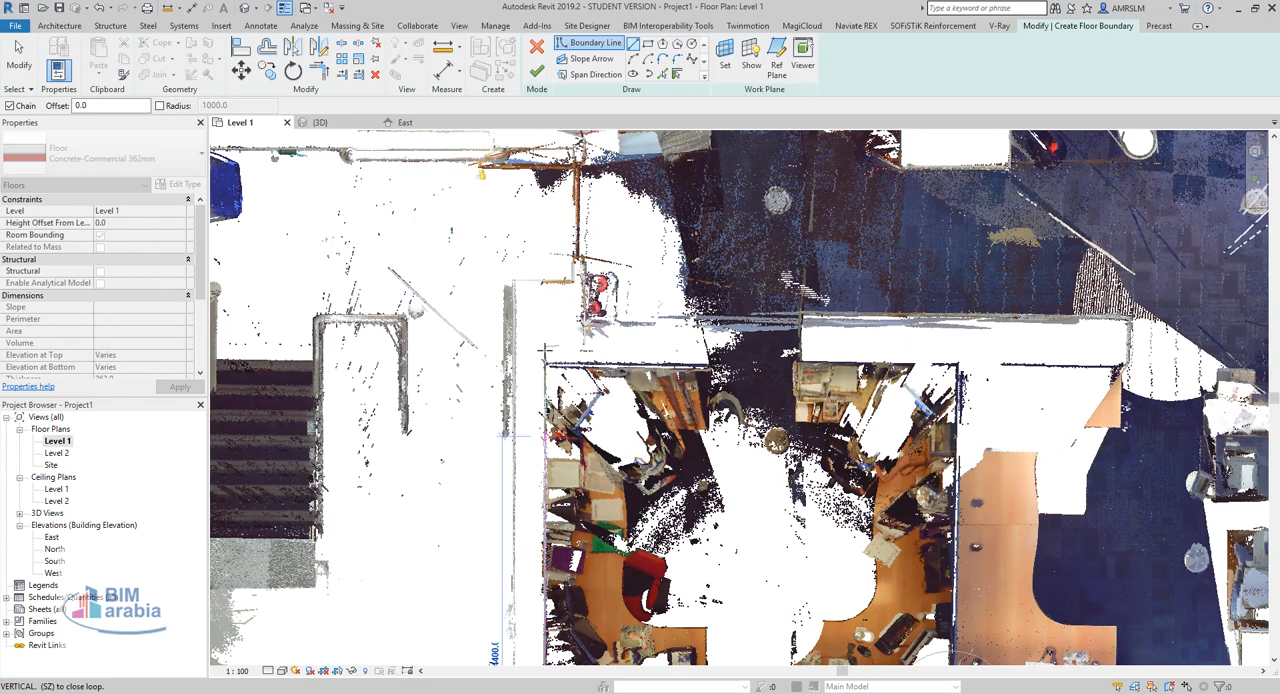 Autodesk Revit 2019.2 - STUDENT VERSION - Project1 - Floor Plan: Level 1
Type a keyword or phrase
AMRSLM
File Architecture Structure Steel Systems Insert Annotate Analyze Massing & Site Collaborate View Manage Add-Ins Site Designer BIM Interoperability Tools Twinmotion MagiCloud Naviate REX SOFiSTiK Reinforcement V-Ray Modify | Create Floor Boundary Precast
Modify
Paste
Cope
Cut
Join
Boundary Line
Slope Arrow
Span Direction
Set Show Ref Plane Viewer
Select Properties Clipboard Geometry Modify View Measure Create Mode Draw Work Plane
Chain Offset: 0.0 Radius: 1000.0
Properties
Level 1
{3D}
East
Floor
Concrete-Commercial 362mm
Floors
Edit Type
Constraints
Level Level 1
Height Offset From Le... 0.0
Room Bounding
Related to Mass
Structural
Structural
Enable Analytical Model
Dimensions
Slope
Perimeter
Area
Volume
Elevation at Top Varies
Elevation at Bottom Varies
Properties help
Apply
Project Browser - Project1
Views (all)
Floor Plans
Level 1
Level 2
Site
Ceiling Plans
Level 1
Level 2
3D Views
Elevations (Building Elevation)
East
North
South
West
Legends
Schedules/Quantities
Sheets (all)
Families
Groups
Revit Links
BIM
arabia
1 : 100
VERTICAL. (SZ) to close loop.
:0
Main Model
:0